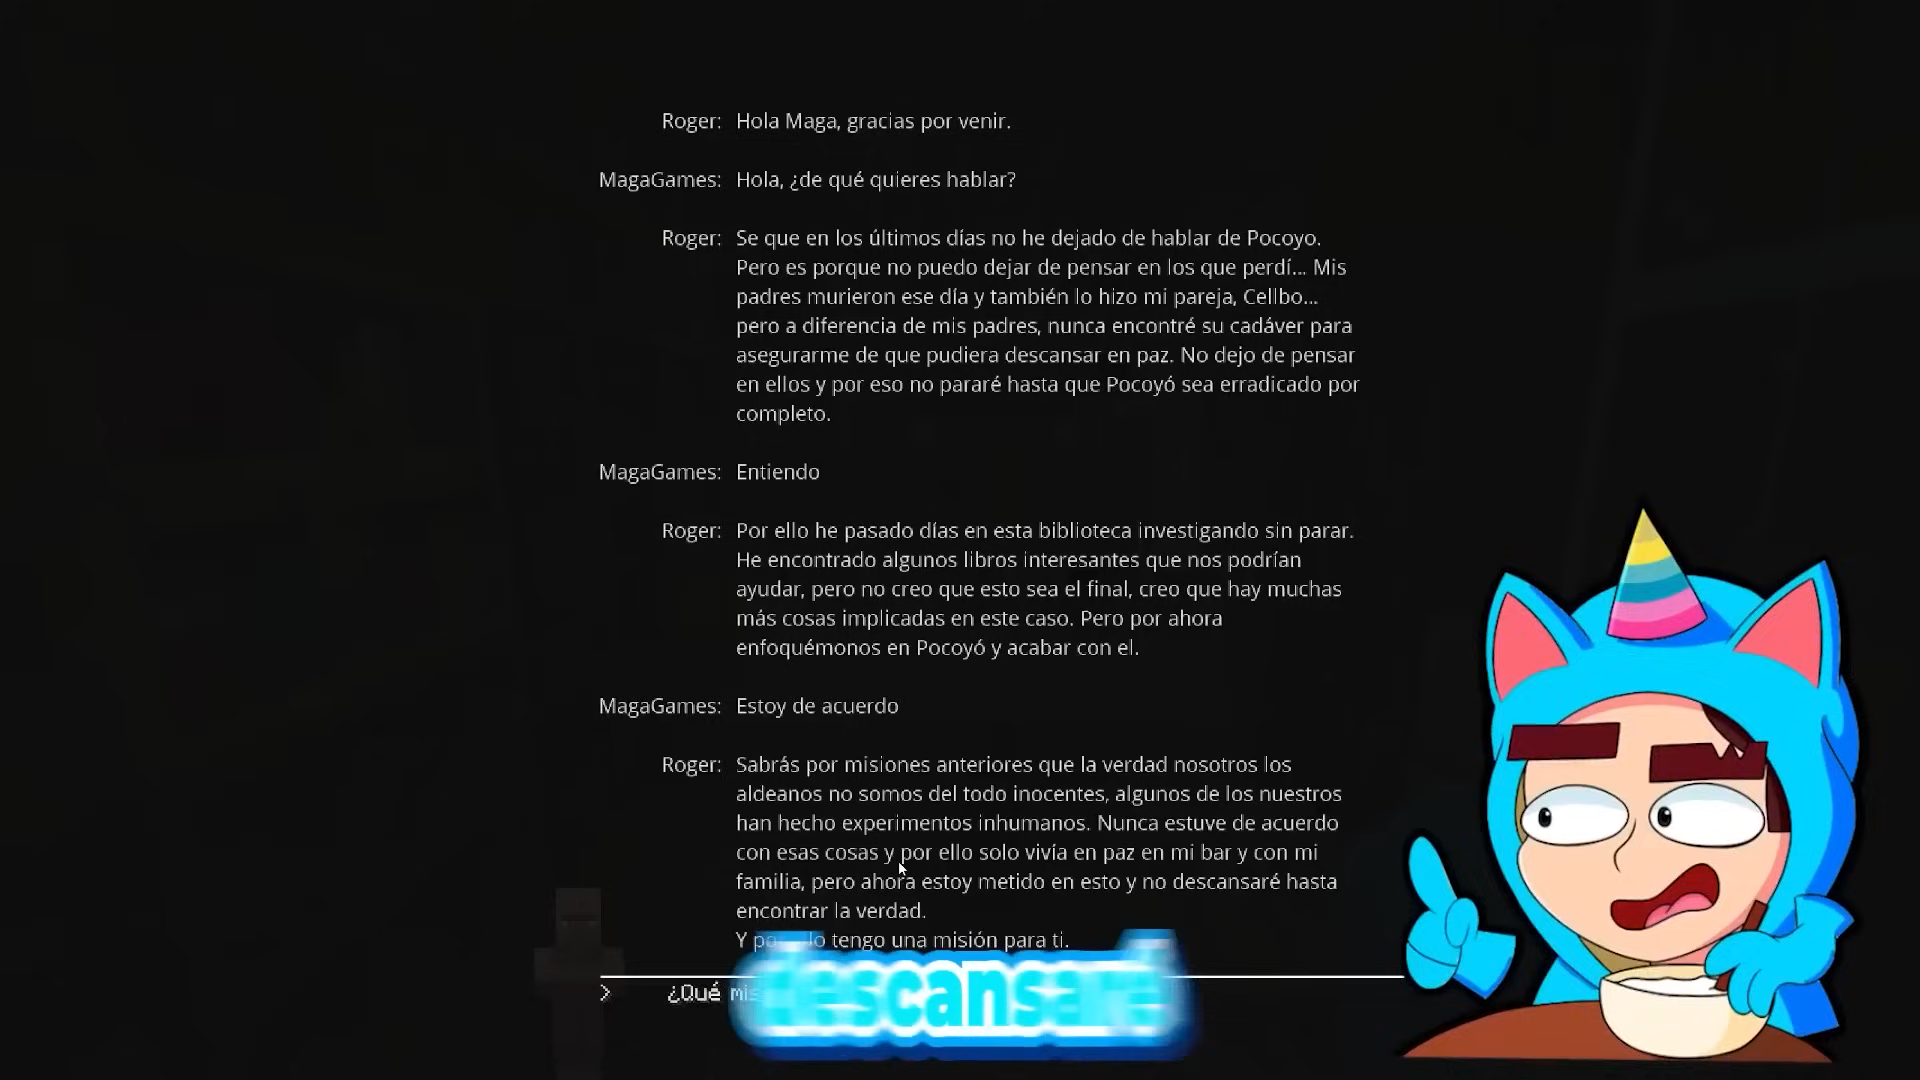 Roger: Hola Maga, gracias por venir.
MagaGames: Hola, ¿de qué quieres hablar?
Roger: Se que en los últimos días no he dejado de hablar de Pocoyo.
Pero es porque no puedo dejar de pensar en los que perdí... Mis
padres murieron ese día y también lo hizo mi pareja, Cellbo...
pero a diferencia de mis padres, nunca encontré su cadáver para
asegurarme de que pudiera descansar en paz. No dejo de pensar
en ellos y por eso no pararé hasta que Pocoyó sea erradicado por
completo.
MagaGames: Entiendo
Roger: Por ello he pasado días en esta biblioteca investigando sin parar.
He encontrado algunos libros interesantes que nos podrían
ayudar, pero no creo que esto sea el final, creo que hay muchas
más cosas implicadas en este caso. Pero por ahora
enfoquémonos en Pocoyó y acabar con el.
MagaGames: Estoy de acuerdo
Roger: Sabrás por misiones anteriores que la verdad nosotros los
aldeanos no somos del todo inocentes, algunos de los nuestros
han hecho experimentos inhumanos. Nunca estuve de acuerdo
con esas cosas y por ello solo vivía en paz en mi bar y con mi
familia, pero ahora estoy metido en esto y no descansaré hasta
encontrar la verdad.
Y tengo una misión para ti.
> ¿Qué
descansaré